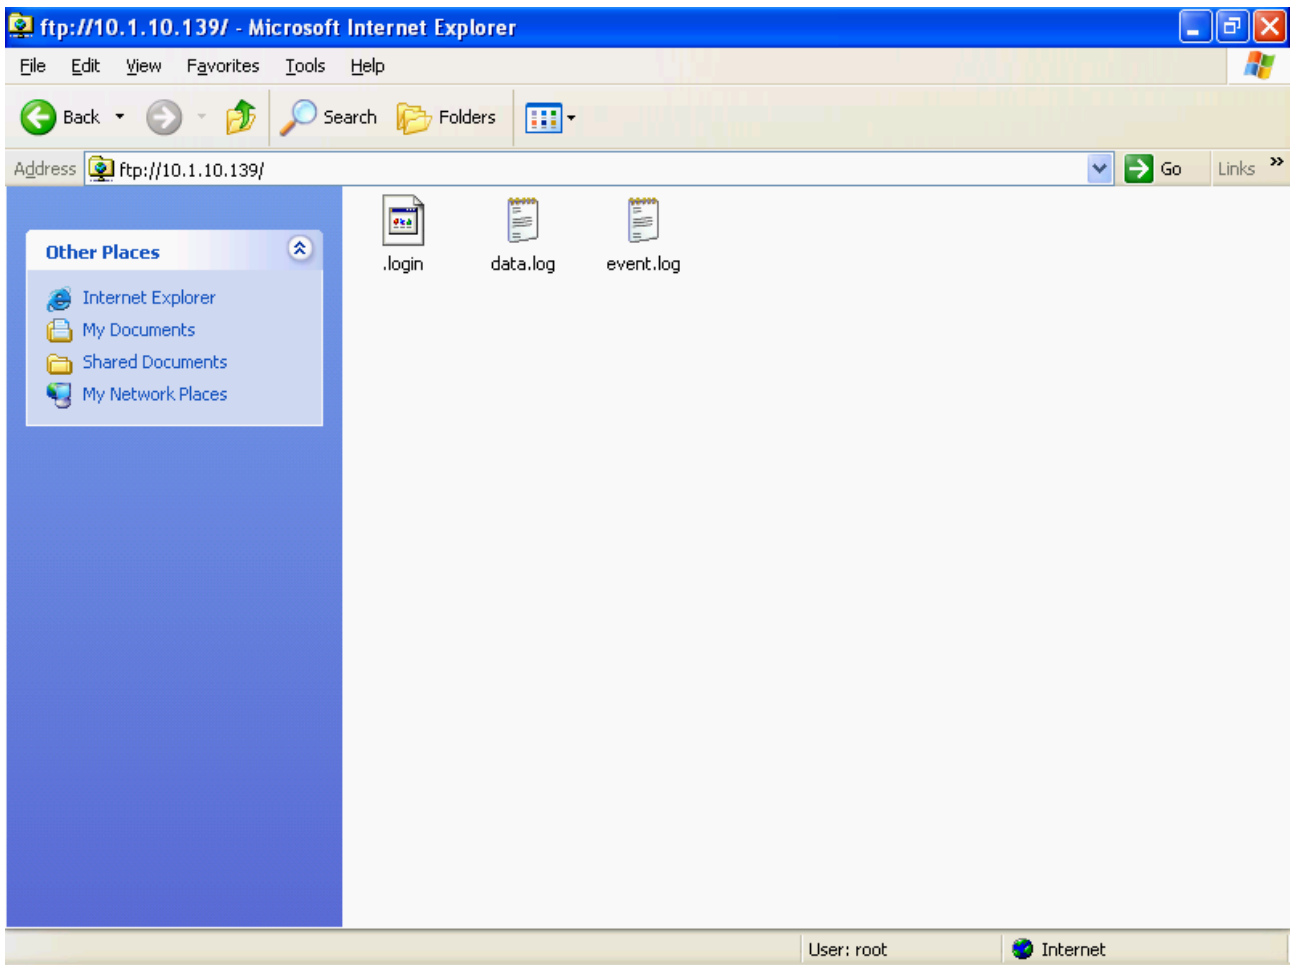 ftp://10.1.10.139/ - Microsoft Internet Explorer
File Edit View Favorites Tools Help
Back Search Folders
Address ftp://10.1.10.139/ Go Links »
Other Places
Internet Explorer
My Documents
Shared Documents
My Network Places
.login data.log event.log
User: root Internet